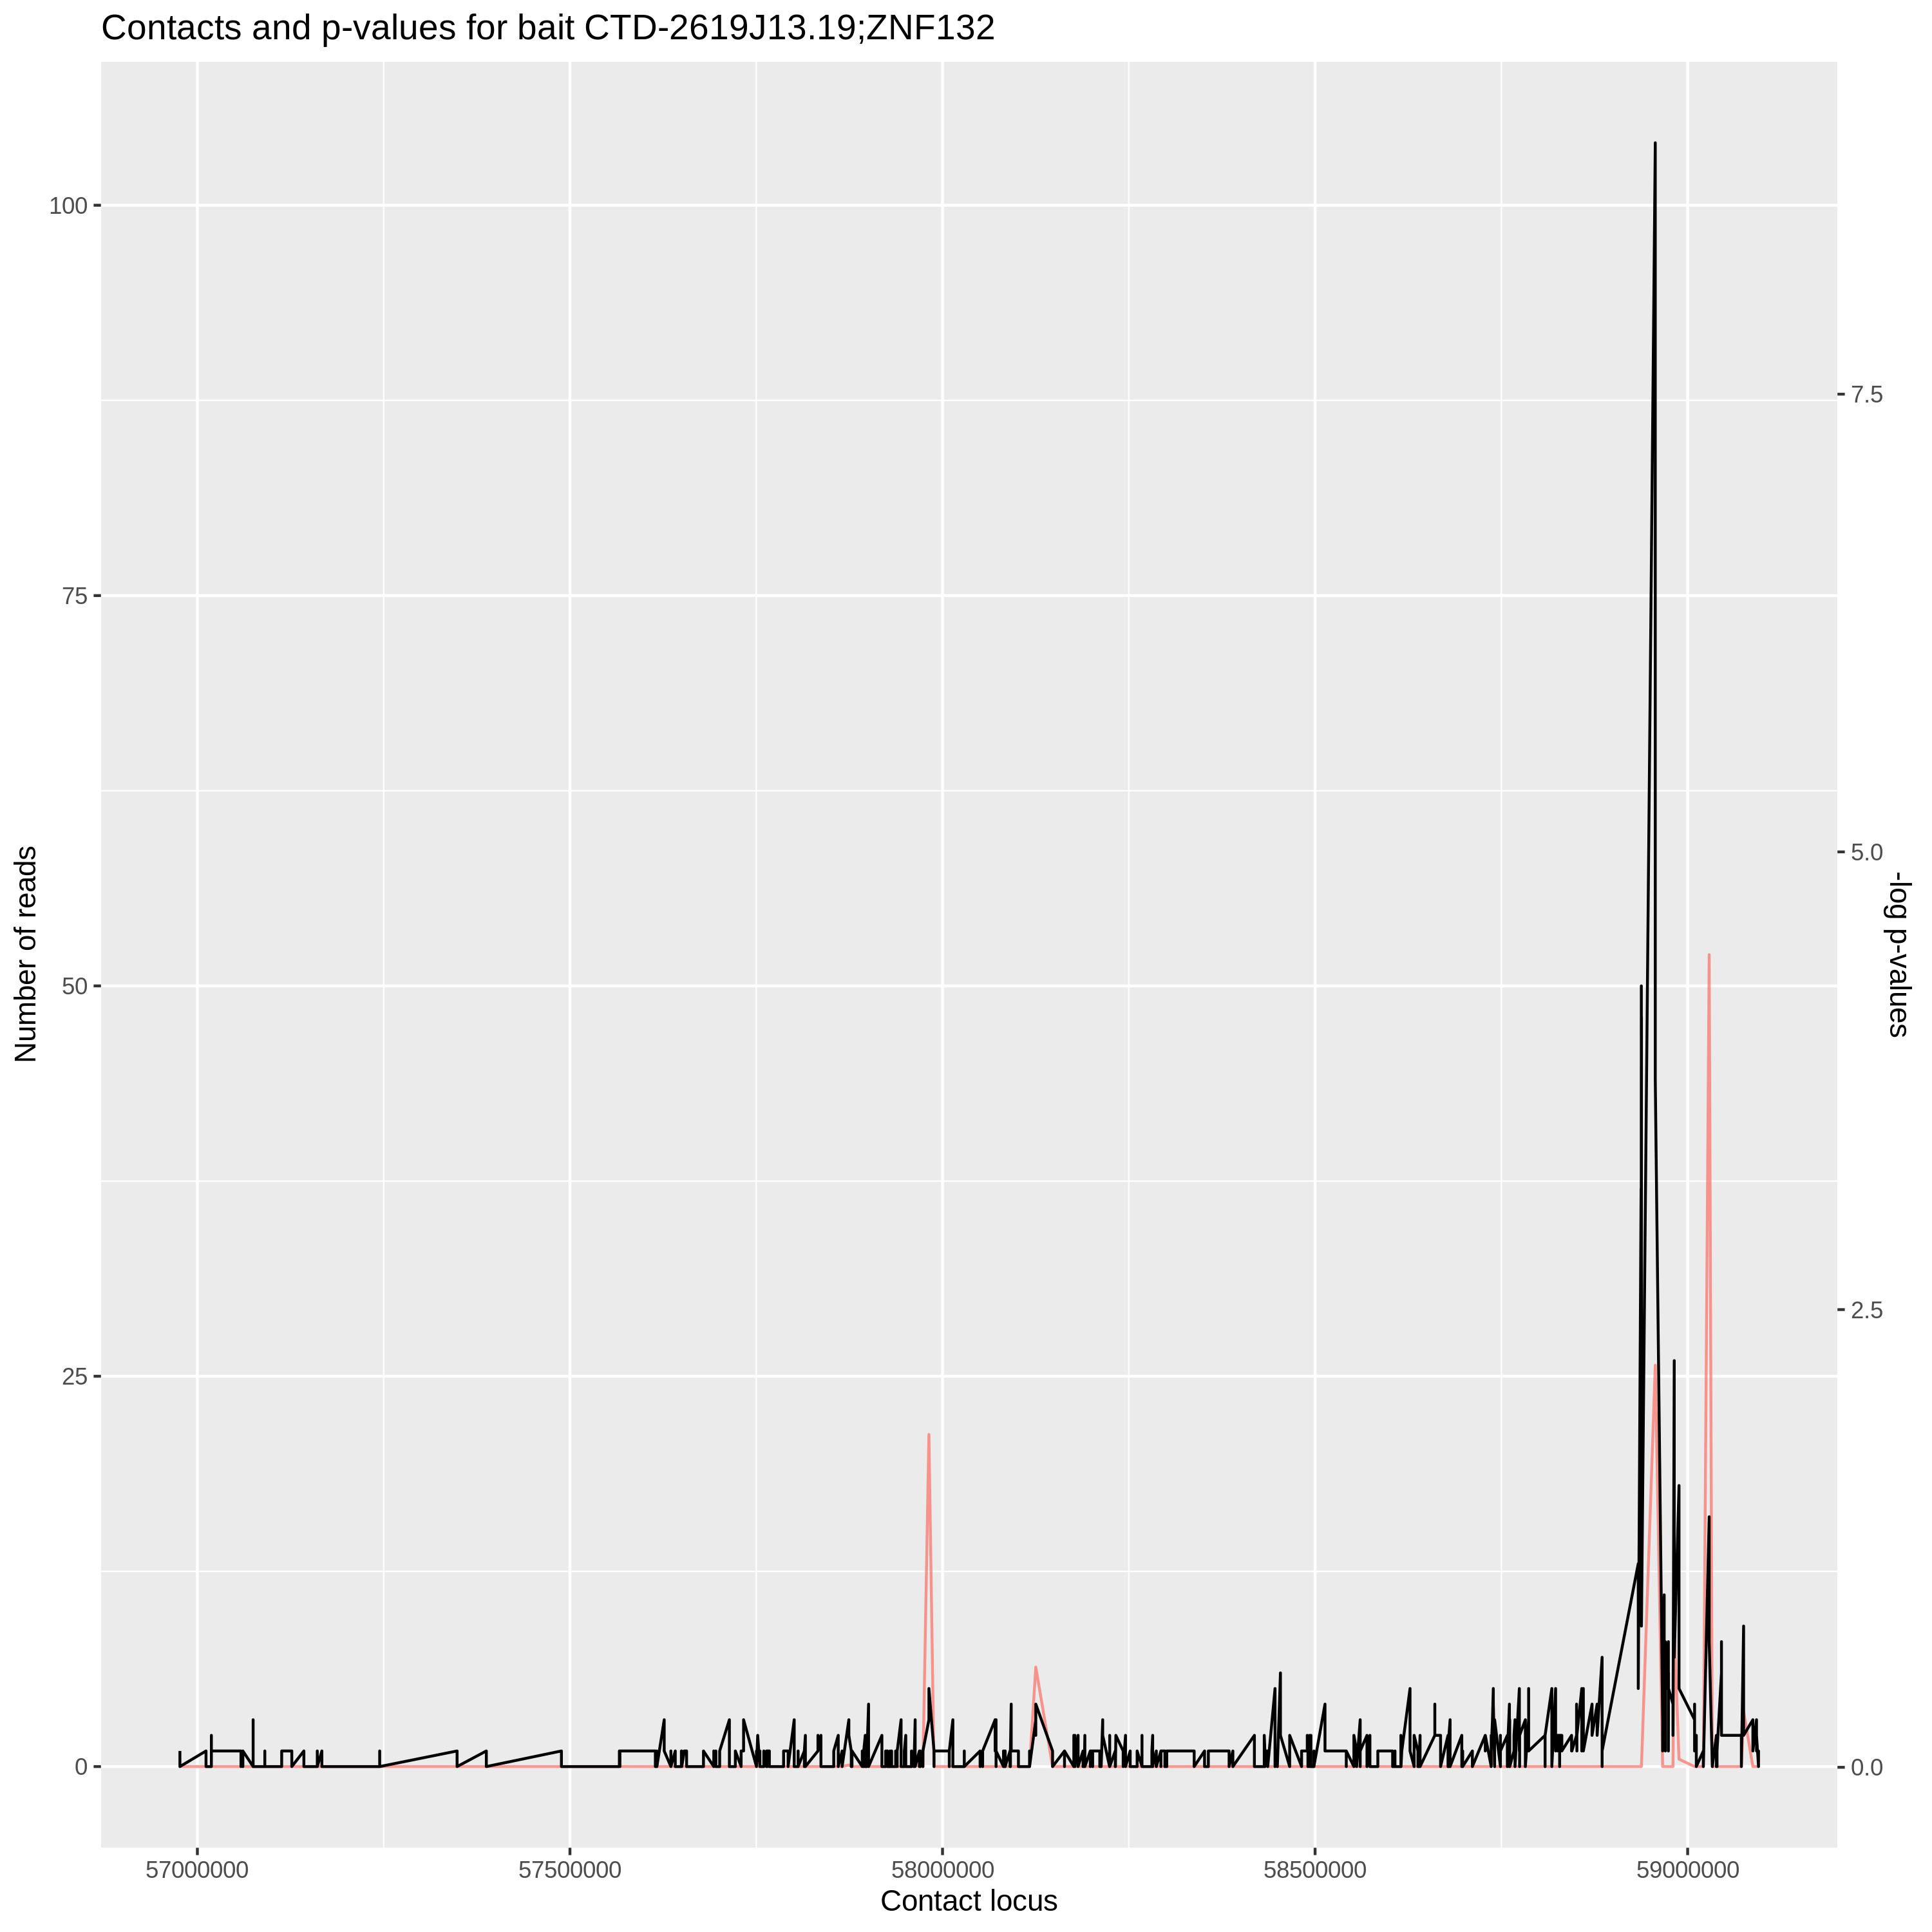 Contacts and p-values for bait CTD-2619J13.19;ZNF132
100
75
50
25
0
Number of reads
7.5
5.0
2.5
0.0
-log p-values
57000000 57500000 58000000 58500000 59000000
Contact locus